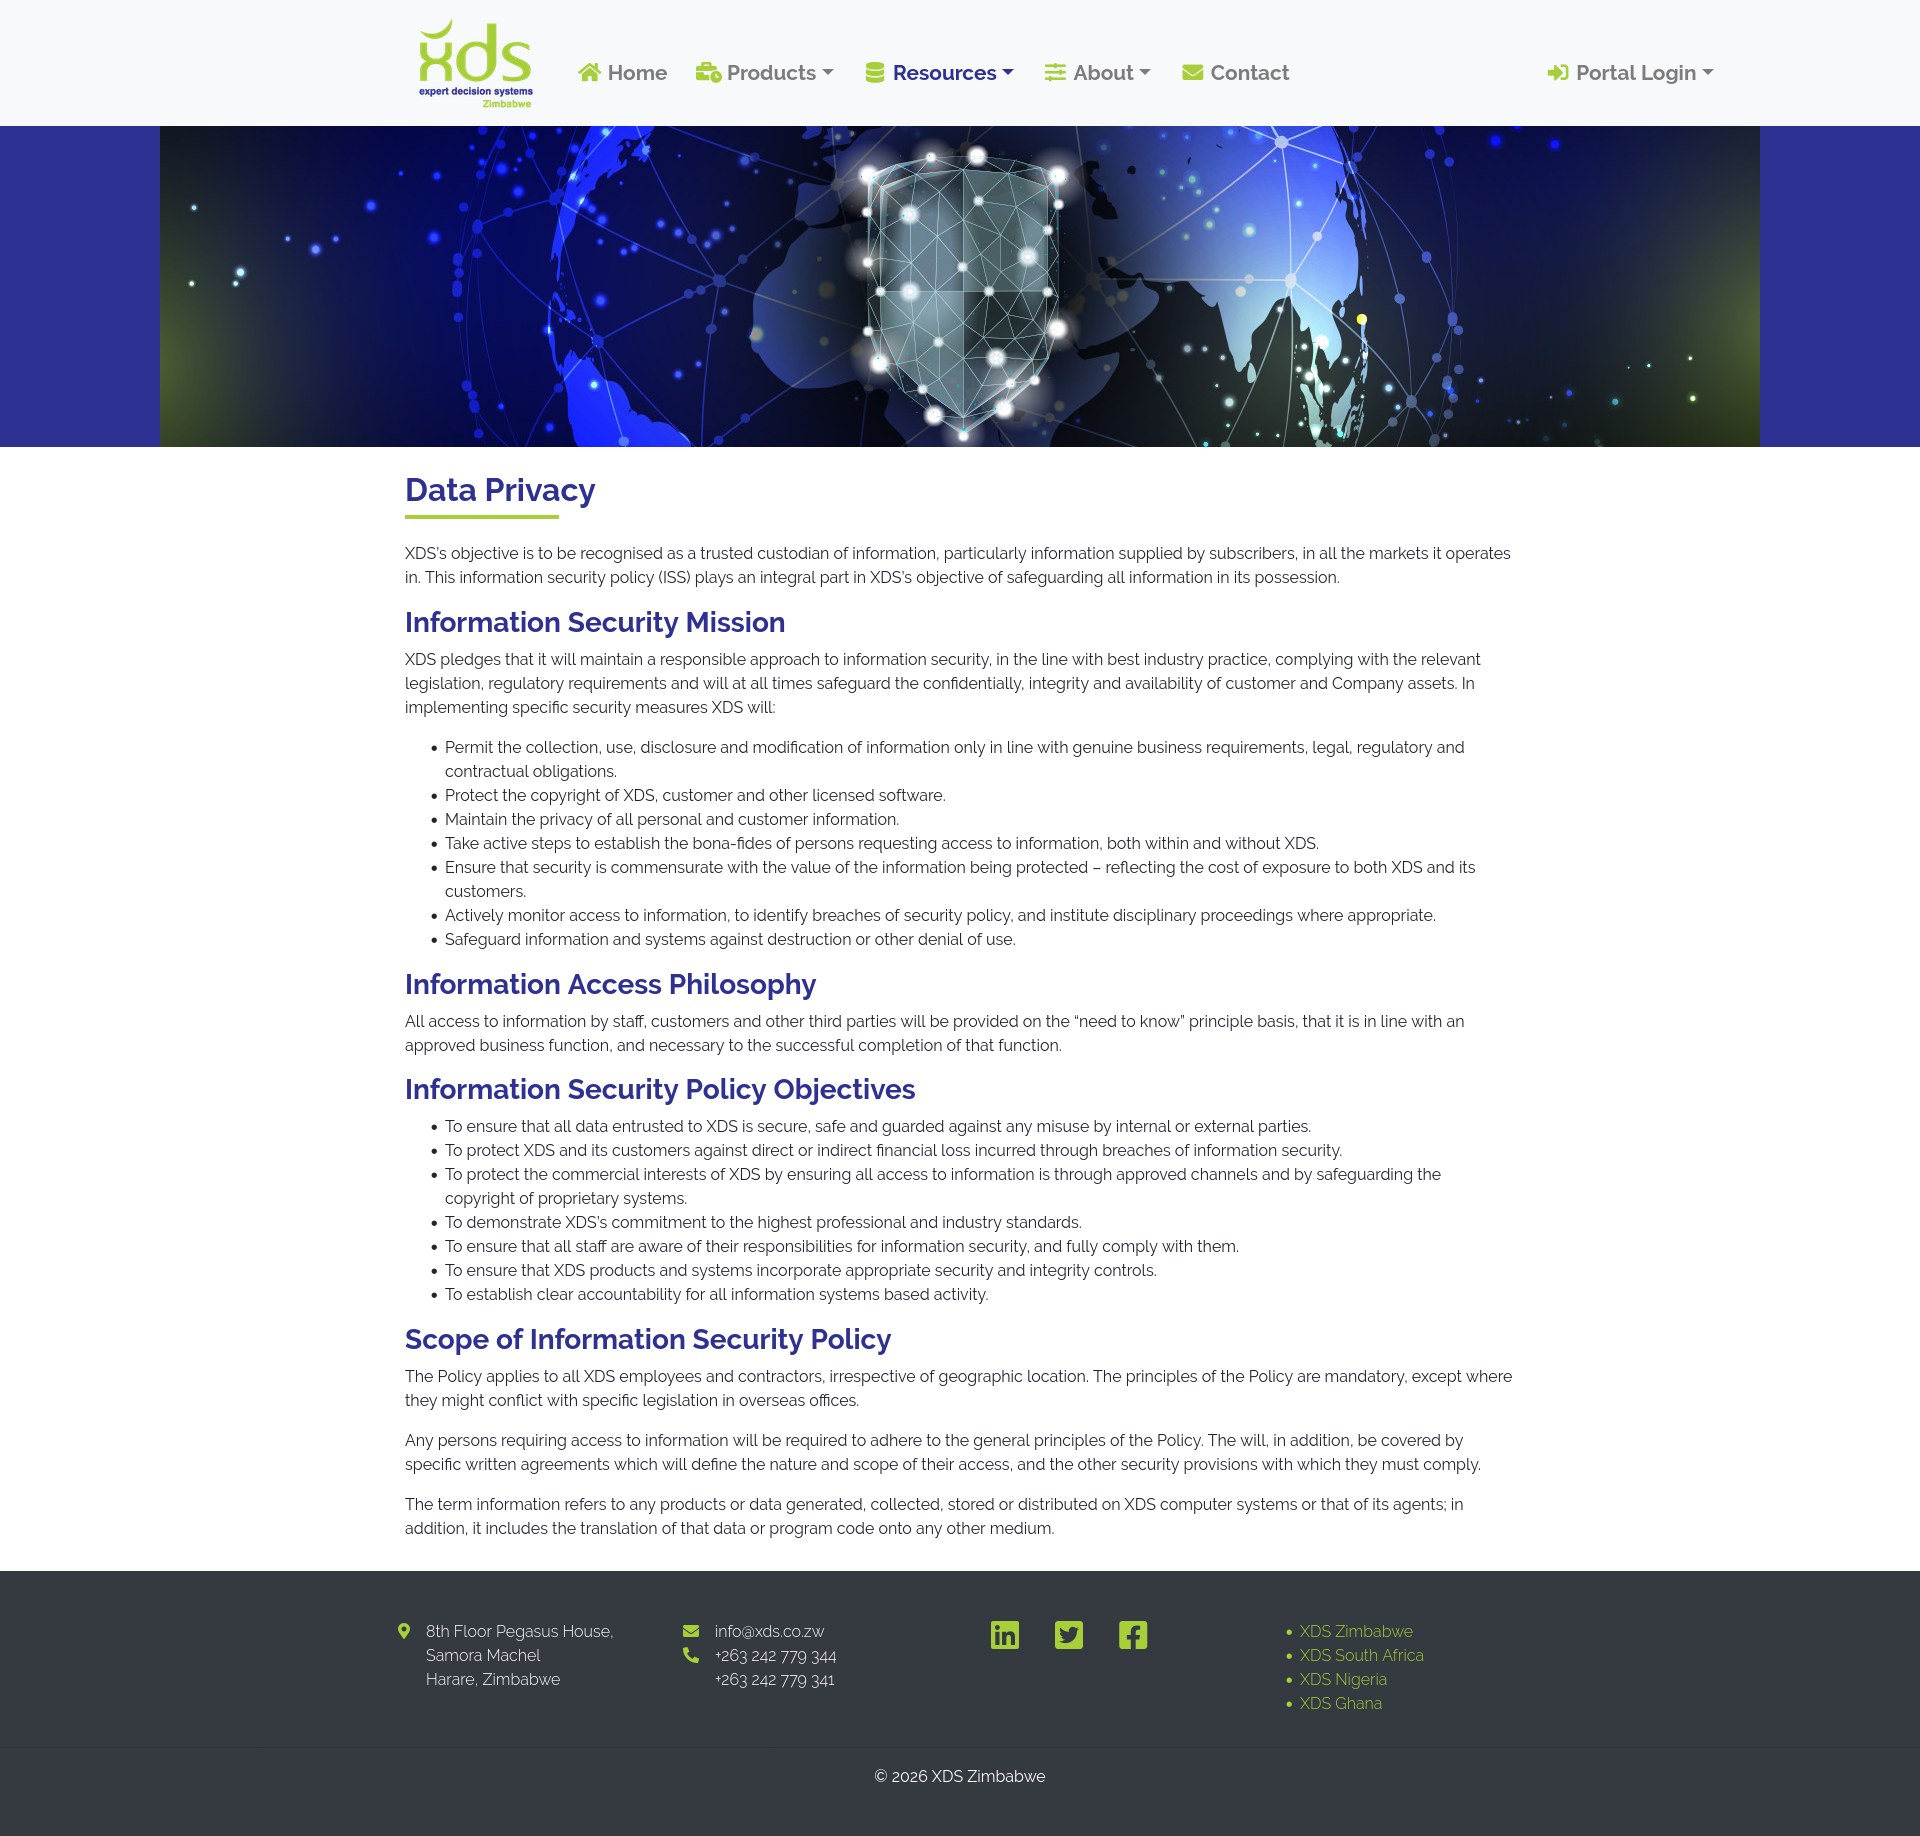 xds
expert decision systems
Zimbabwe
Home
Products
Resources
About
Contact
Portal Login
Data Privacy
XDS’s objective is to be recognised as a trusted custodian of information, particularly information supplied by subscribers, in all the markets it operates
in. This information security policy (ISS) plays an integral part in XDS’s objective of safeguarding all information in its possession.
Information Security Mission
XDS pledges that it will maintain a responsible approach to information security, in the line with best industry practice, complying with the relevant
legislation, regulatory requirements and will at all times safeguard the confidentially, integrity and availability of customer and Company assets. In
implementing specific security measures XDS will:
• Permit the collection, use, disclosure and modification of information only in line with genuine business requirements, legal, regulatory and
contractual obligations.
• Protect the copyright of XDS, customer and other licensed software.
• Maintain the privacy of all personal and customer information.
• Take active steps to establish the bona-fides of persons requesting access to information, both within and without XDS.
• Ensure that security is commensurate with the value of the information being protected – reflecting the cost of exposure to both XDS and its
customers.
• Actively monitor access to information, to identify breaches of security policy, and institute disciplinary proceedings where appropriate.
• Safeguard information and systems against destruction or other denial of use.
Information Access Philosophy
All access to information by staff, customers and other third parties will be provided on the “need to know” principle basis, that it is in line with an
approved business function, and necessary to the successful completion of that function.
Information Security Policy Objectives
• To ensure that all data entrusted to XDS is secure, safe and guarded against any misuse by internal or external parties.
• To protect XDS and its customers against direct or indirect financial loss incurred through breaches of information security.
• To protect the commercial interests of XDS by ensuring all access to information is through approved channels and by safeguarding the
copyright of proprietary systems.
• To demonstrate XDS’s commitment to the highest professional and industry standards.
• To ensure that all staff are aware of their responsibilities for information security, and fully comply with them.
• To ensure that XDS products and systems incorporate appropriate security and integrity controls.
• To establish clear accountability for all information systems based activity.
Scope of Information Security Policy
The Policy applies to all XDS employees and contractors, irrespective of geographic location. The principles of the Policy are mandatory, except where
they might conflict with specific legislation in overseas offices.
Any persons requiring access to information will be required to adhere to the general principles of the Policy. The will, in addition, be covered by
specific written agreements which will define the nature and scope of their access, and the other security provisions with which they must comply.
The term information refers to any products or data generated, collected, stored or distributed on XDS computer systems or that of its agents; in
addition, it includes the translation of that data or program code onto any other medium.
8th Floor Pegasus House,
Samora Machel
Harare, Zimbabwe
info@xds.co.zw
+263 242 779 344
+263 242 779 341
• XDS Zimbabwe
• XDS South Africa
• XDS Nigeria
• XDS Ghana
© 2026 XDS Zimbabwe